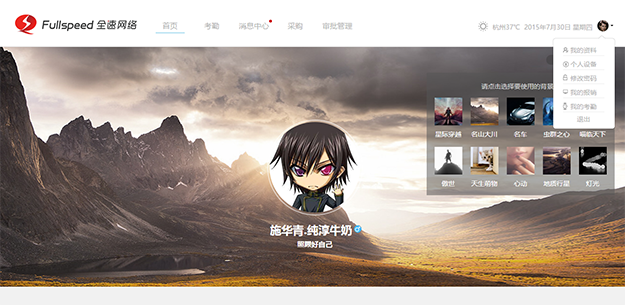 Fullspeed 全速网络
首页 考勤 消息中心 采购 审批管理
杭州37℃ 2015年7月30日 星期四
我的资料
个人设备
修改密码
我的报销
我的考勤
退出
请点击选择要使用的背景
星际穿越 名山大川 名车 虫群之心 喵临天下
傲世 天生萌物 心动 地质行星 灯光
施华青.纯淳牛奶
照顾好自己